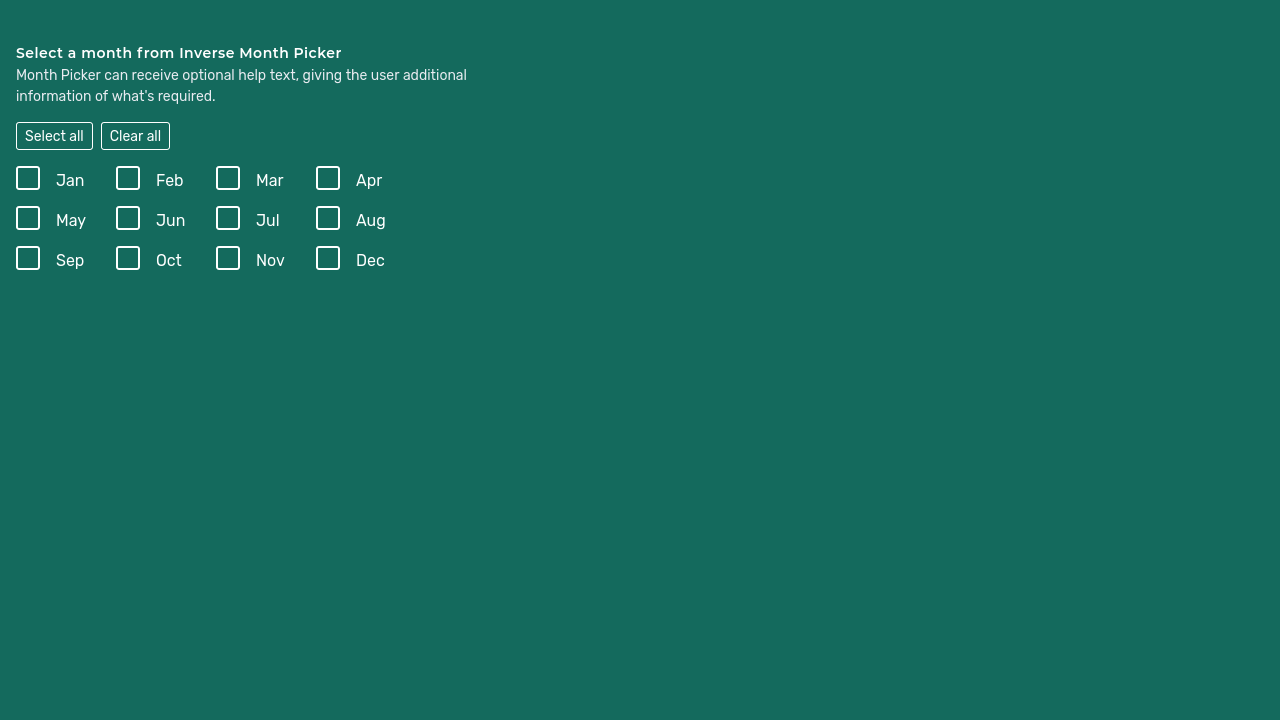 Select a month from Inverse Month Picker
Month Picker can receive optional help text, giving the user additional
information of what's required.
Select all Clear all
Jan Feb Mar Apr
May Jun Jul Aug
Sep Oct Nov Dec